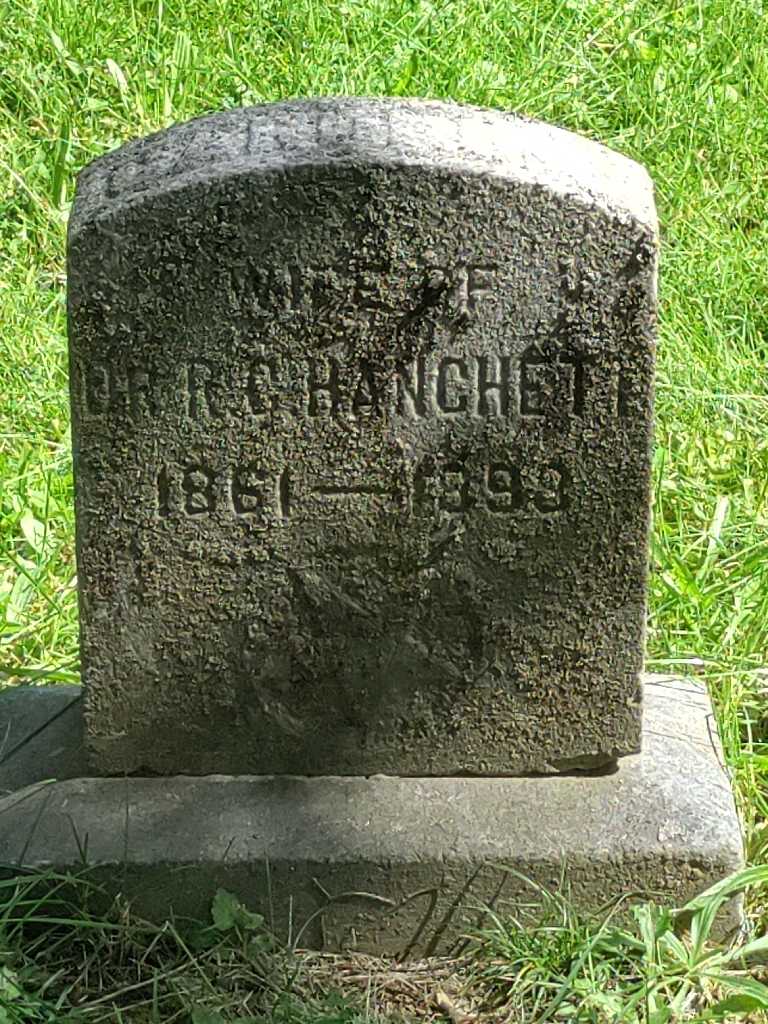 WIFE OF
DR. R. C. HANCHETT
1861—1893